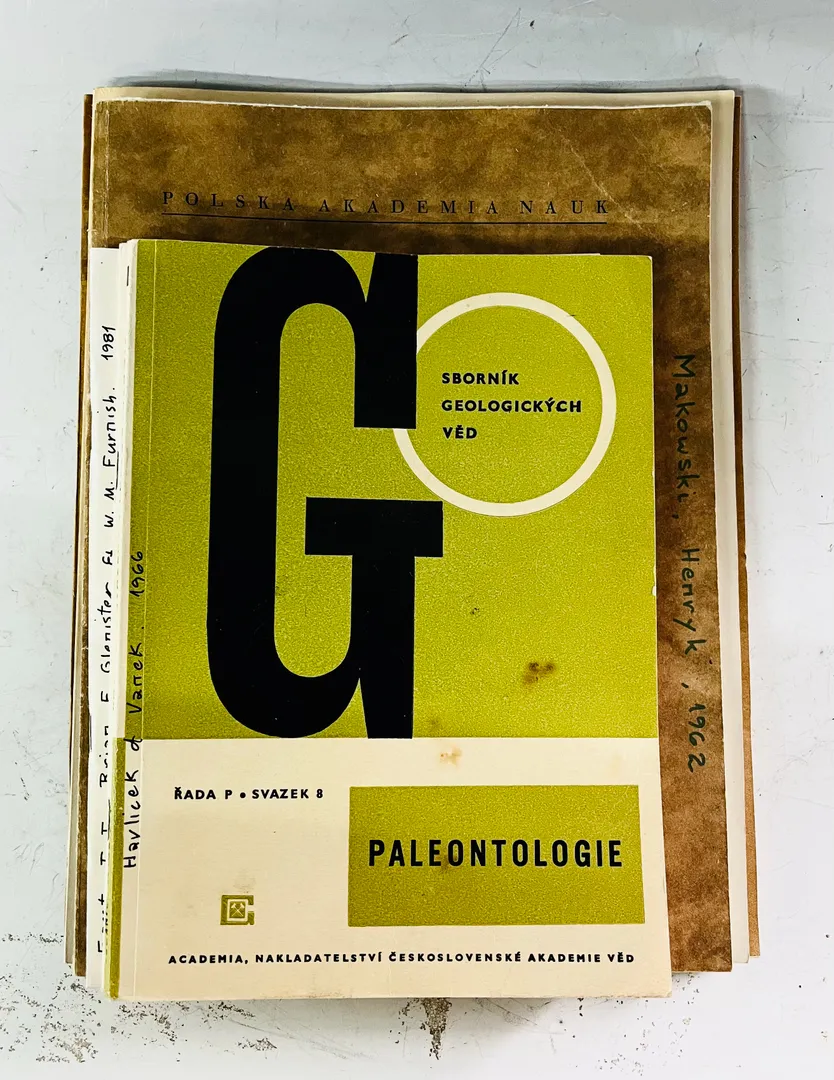 POLSKA AKADEMIA NAUK
G
SBORNÍK
GEOLOGICKÝCH
VĚD
ŘADA P • SVAZEK 8
PALEONTOLOGIE
ACADEMIA, NAKLADATELSTVÍ ČESKOSLOVENSKÉ AKADEMIE VĚD
Makowski, Henryk, 1962
Havlicek & Vanek. 1966
Brian F Glenister & W. M. Furnish. 1981